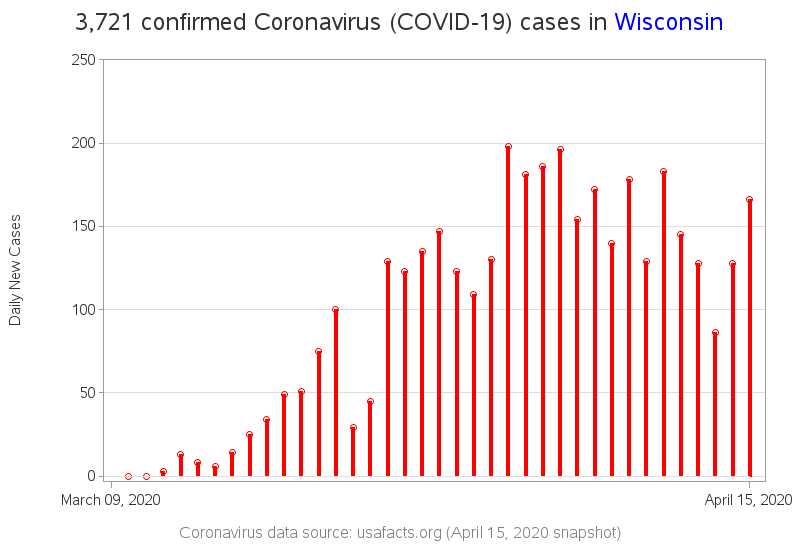 3,721 confirmed Coronavirus (COVID-19) cases in Wisconsin
250
200
150
100
50
0
Daily New Cases
March 09, 2020
April 15, 2020
Coronavirus data source: usafacts.org (April 15, 2020 snapshot)